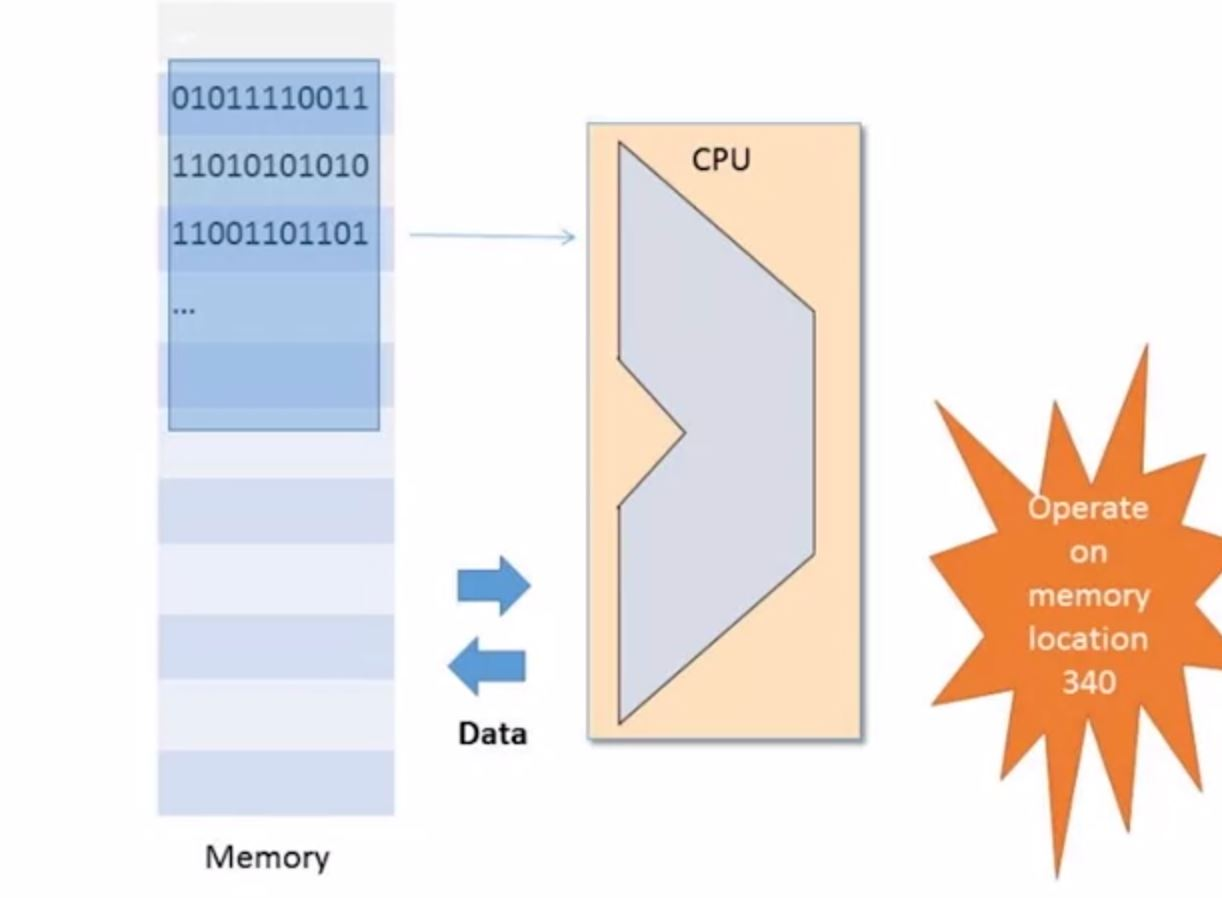 01011110011
11010101010
11001101101
...
CPU
Operate
on
memory
location
340
Data
Memory